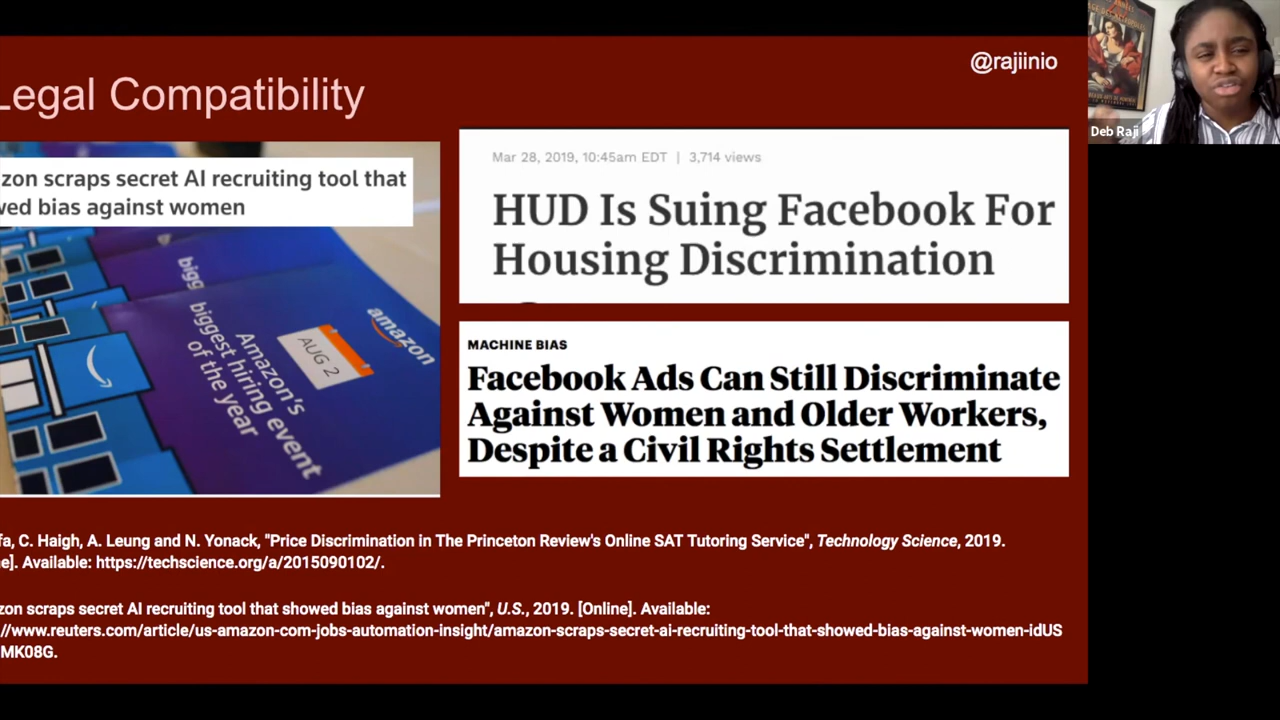 @rajiinio
Legal Compatibility
zon scraps secret AI recruiting tool that
wed bias against women
Mar 28, 2019, 10:45am EDT | 3,714 views
HUD Is Suing Facebook For
Housing Discrimination
bigg
biggest hiring event
Amazon's
of the year
AUG 2
amazon
MACHINE BIAS
Facebook Ads Can Still Discriminate
Against Women and Older Workers,
Despite a Civil Rights Settlement
fa, C. Haigh, A. Leung and N. Yonack, "Price Discrimination in The Princeton Review's Online SAT Tutoring Service", Technology Science, 2019.
e]. Available: https://techscience.org/a/2015090102/.
zon scraps secret AI recruiting tool that showed bias against women", U.S., 2019. [Online]. Available:
//www.reuters.com/article/us-amazon-com-jobs-automation-insight/amazon-scraps-secret-ai-recruiting-tool-that-showed-bias-against-women-idUS
MK08G.
Deb Raji